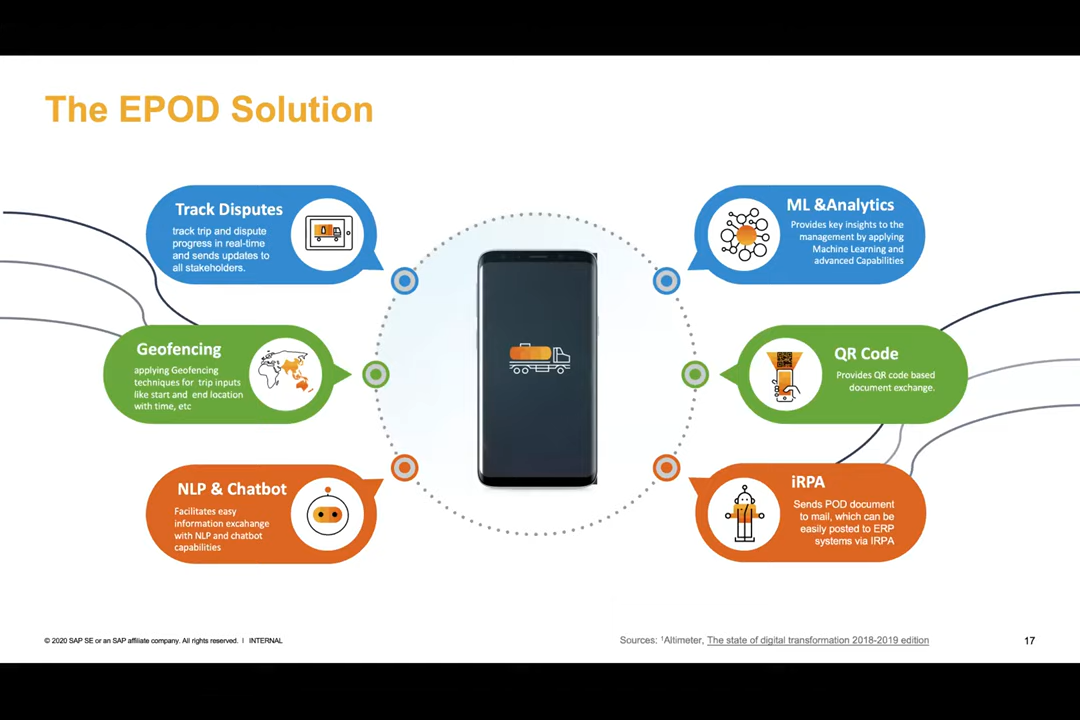 The EPOD Solution
Track Disputes
track trip and dispute
progress in real-time
and sends updates to
all stakeholders.
Geofencing
applying Geofencing
techniques for trip inputs
like start and end location
with time, etc
NLP & Chatbot
Facilitates easy
information excahange
with NLP and chatbot
capabilities
ML &Analytics
Provides key insights to the
management by applying
Machine Learning and
advanced Capabilities
QR Code
Provides QR code based
document exchange.
iRPA
Sends POD document
to mail, which can be
easily posted to ERP
systems via IRPA
© 2020 SAP SE or an SAP affiliate company. All rights reserved. I INTERNAL
Sources: ¹Altimeter, The state of digital transformation 2018-2019 edition
17